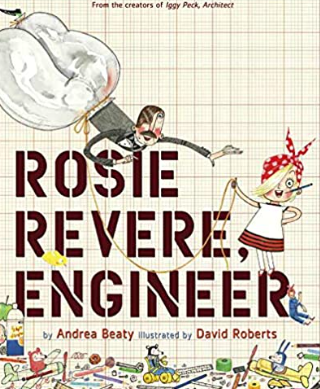 From the creators of Iggy Peck, Architect
ROSIE
REVERE,
ENGINEER
by Andrea Beaty illustrated by David Roberts